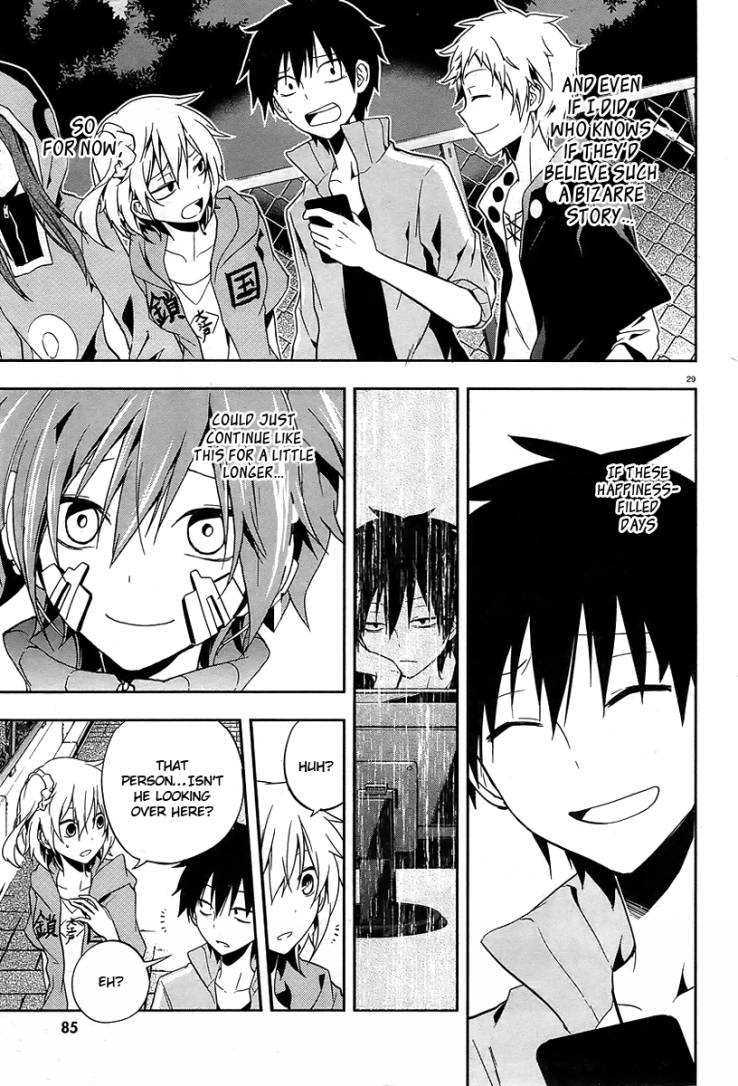 AND EVEN
IF I DID,
WHO KNOWS
IF THEY'D
BELIEVE SUCH
A BIZARRE
STORY...
SO
FOR NOW,
鎖
国
29
IF THESE
HAPPINESS-
FILLED
DAYS
COULD JUST
CONTINUE LIKE
THIS FOR A LITTLE
LONGER...
HUH?
THAT
PERSON...ISN'T
HE LOOKING
OVER HERE?
鎖
EH?
85